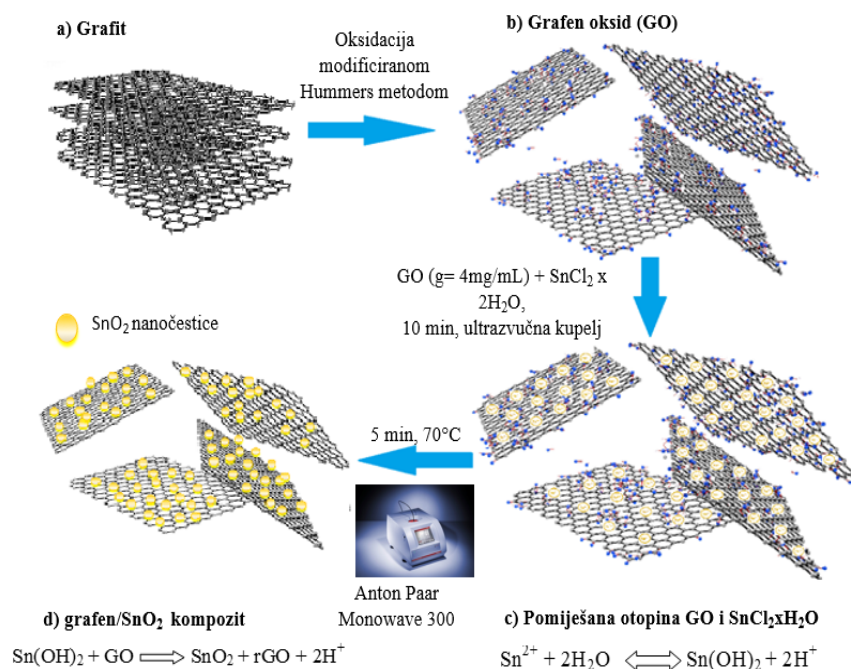 a) Grafit
Oksidacija
modificiranom
Hummers metodom
b) Grafen oksid (GO)
GO (g= 4mg/mL) + SnCl₂ x
2H₂O,
10 min, ultrazvučna kupelj
SnO₂ nanočestice
5 min, 70°C
Anton Paar
Monowave 300
c) Pomiješana otopina GO i SnCl₂xH₂O
Sn²⁺ + 2H₂O ⟺ Sn(OH)₂ + 2H⁺
d) grafen/SnO₂ kompozit
Sn(OH)₂ + GO ⟹ SnO₂ + rGO + 2H⁺